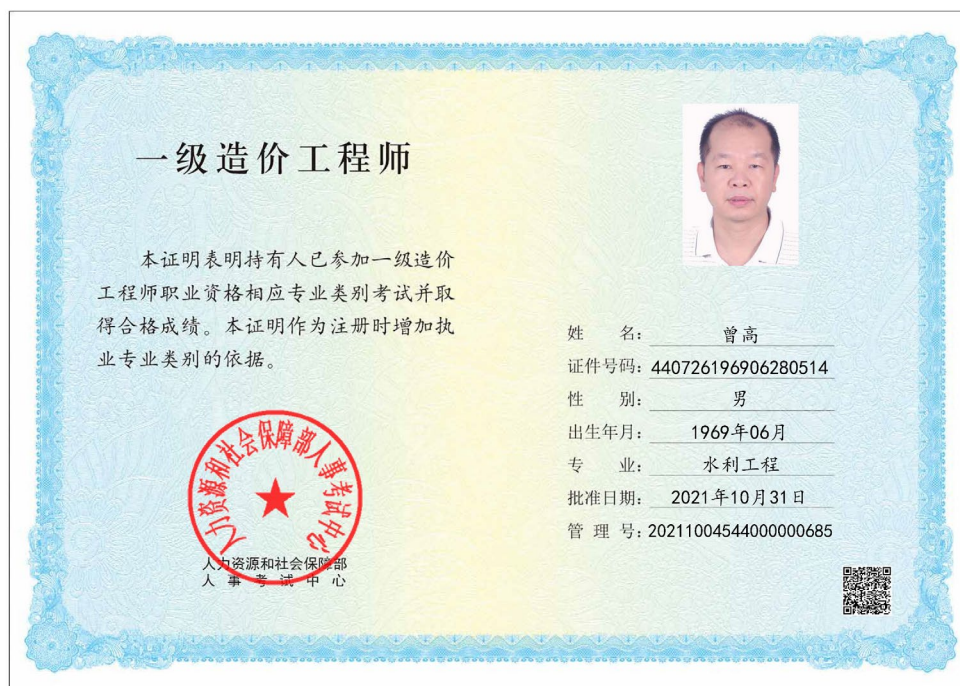 一级造价工程师
本证明表明持有人已参加一级造价
工程师职业资格相应专业类别考试并取
得合格成绩。本证明作为注册时增加执
业专业类别的依据。
人力资源和社会保障部人事考试中心
人力资源和社会保障部
人事考试中心
姓 名: 曾高
证件号码: 440726196906280514
性 别: 男
出生年月: 1969年06月
专 业: 水利工程
批准日期: 2021年10月31日
管 理 号: 20211004544000000685